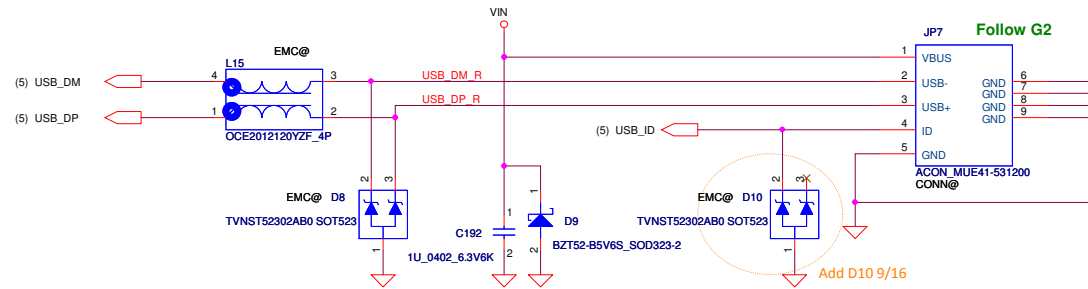 VIN
JP7
Follow G2
EMC@
L15
4
3
1
2
(5) USB_DM
(5) USB_DP
OCE2012120YZF_4P
USB_DM_R
USB_DP_R
(5) USB_ID
1
2
3
4
5
VBUS
USB-
USB+
ID
GND
GND
GND
GND
GND
6
7
8
9
ACON_MUE41-531200
CONN@
2
3
EMC@ D8
TVNST52302AB0 SOT523
1
1
C192
2
1U_0402_6.3V6K
1
D9
2
BZT52-B5V6S_SOD323-2
2
3
EMC@ D10
TVNST52302AB0 SOT523
1
Add D10 9/16